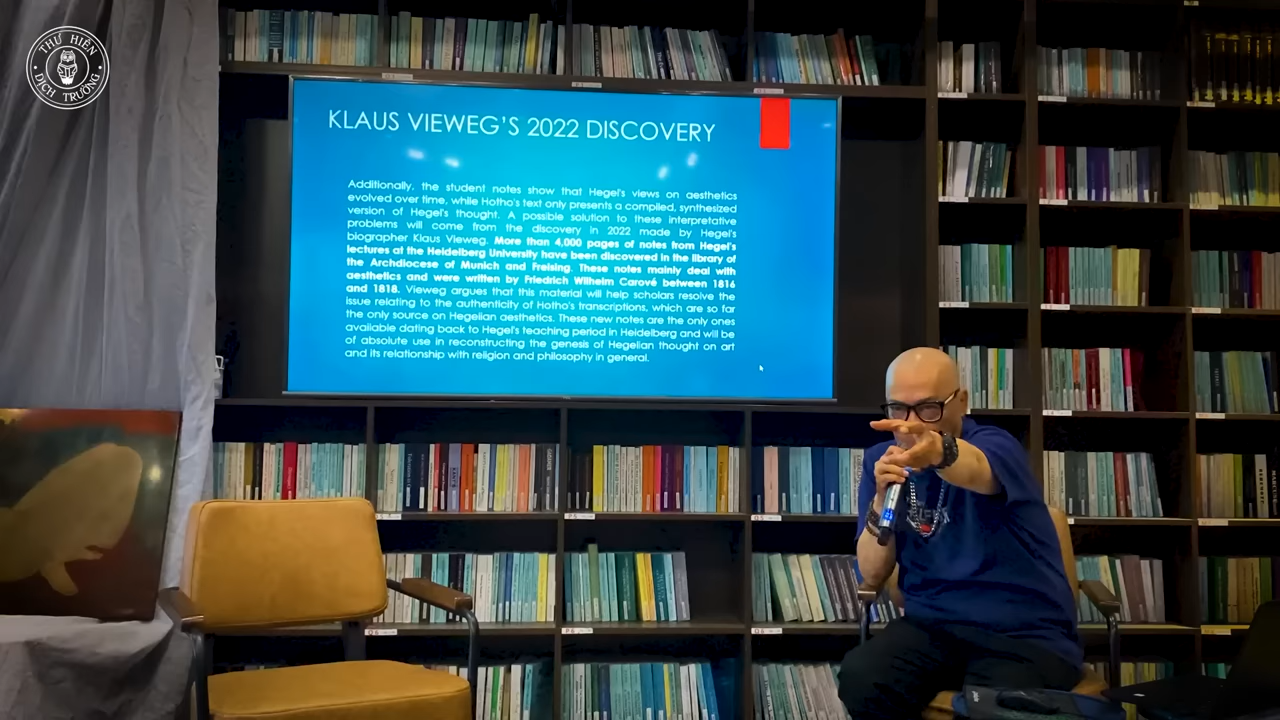 THƯ HIÊN
DỊCH TRƯỜNG
KLAUS VIEWEG'S 2022 DISCOVERY
Additionally, the student notes show that Hegel's views on aesthetics
evolved over time, while Hotho's text only presents a compiled, synthesized
version of Hegel's thought. A possible solution to these interpretative
problems will come from the discovery in 2022 made by Hegel's
biographer Klaus Vieweg. More than 4,000 pages of notes from Hegel's
lectures at the Heidelberg University have been discovered in the library of
the Archdiocese of Munich and Freising. These notes mainly deal with
aesthetics and were written by Friedrich Wilhelm Carové between 1816
and 1818. Vieweg argues that this material will help scholars resolve the
issue relating to the authenticity of Hotho's transcriptions, which are so far
the only source on Hegelian aesthetics. These new notes are the only ones
available dating back to Hegel's teaching period in Heidelberg and will be
of absolute use in reconstructing the genesis of Hegelian thought on art
and its relationship with religion and philosophy in general.